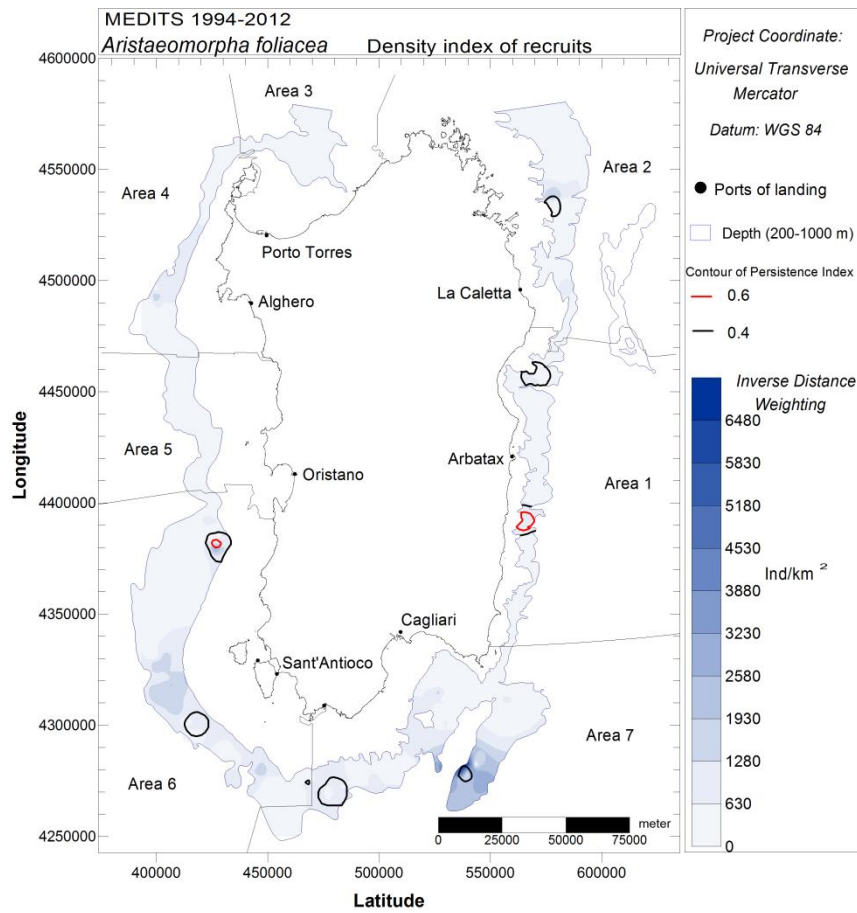 MEDITS 1994-2012
Aristaeomorpha foliacea Density index of recruits
4600000
4550000
4500000
4450000
4400000
4350000
4300000
4250000
Longitude
400000 450000 500000 550000 600000
Latitude
Area 3
Area 2
Area 4
Porto Torres
La Caletta
Alghero
Area 5
Oristano
Arbatax
Area 1
Cagliari
Sant'Antioco
Area 7
Area 6
meter
0 25000 50000 75000
Project Coordinate:
Universal Transverse
Mercator
Datum: WGS 84
Ports of landing
Depth (200-1000 m)
Contour of Persistence Index
0.6
0.4
Inverse Distance
Weighting
6480
5830
5180
4530
3880
3230
2580
1930
1280
630
0
Ind/km ²